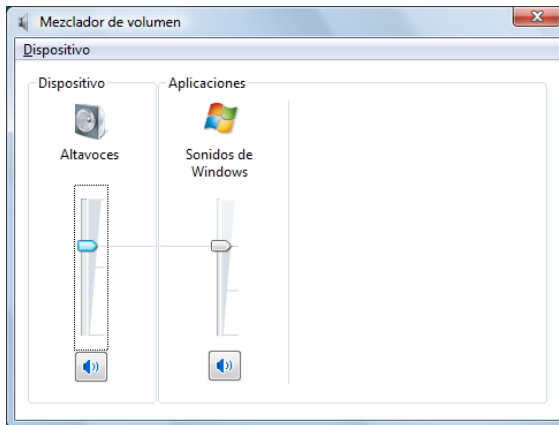 Mezclador de volumen
Dispositivo
Dispositivo
Aplicaciones
Altavoces
Sonidos de
Windows